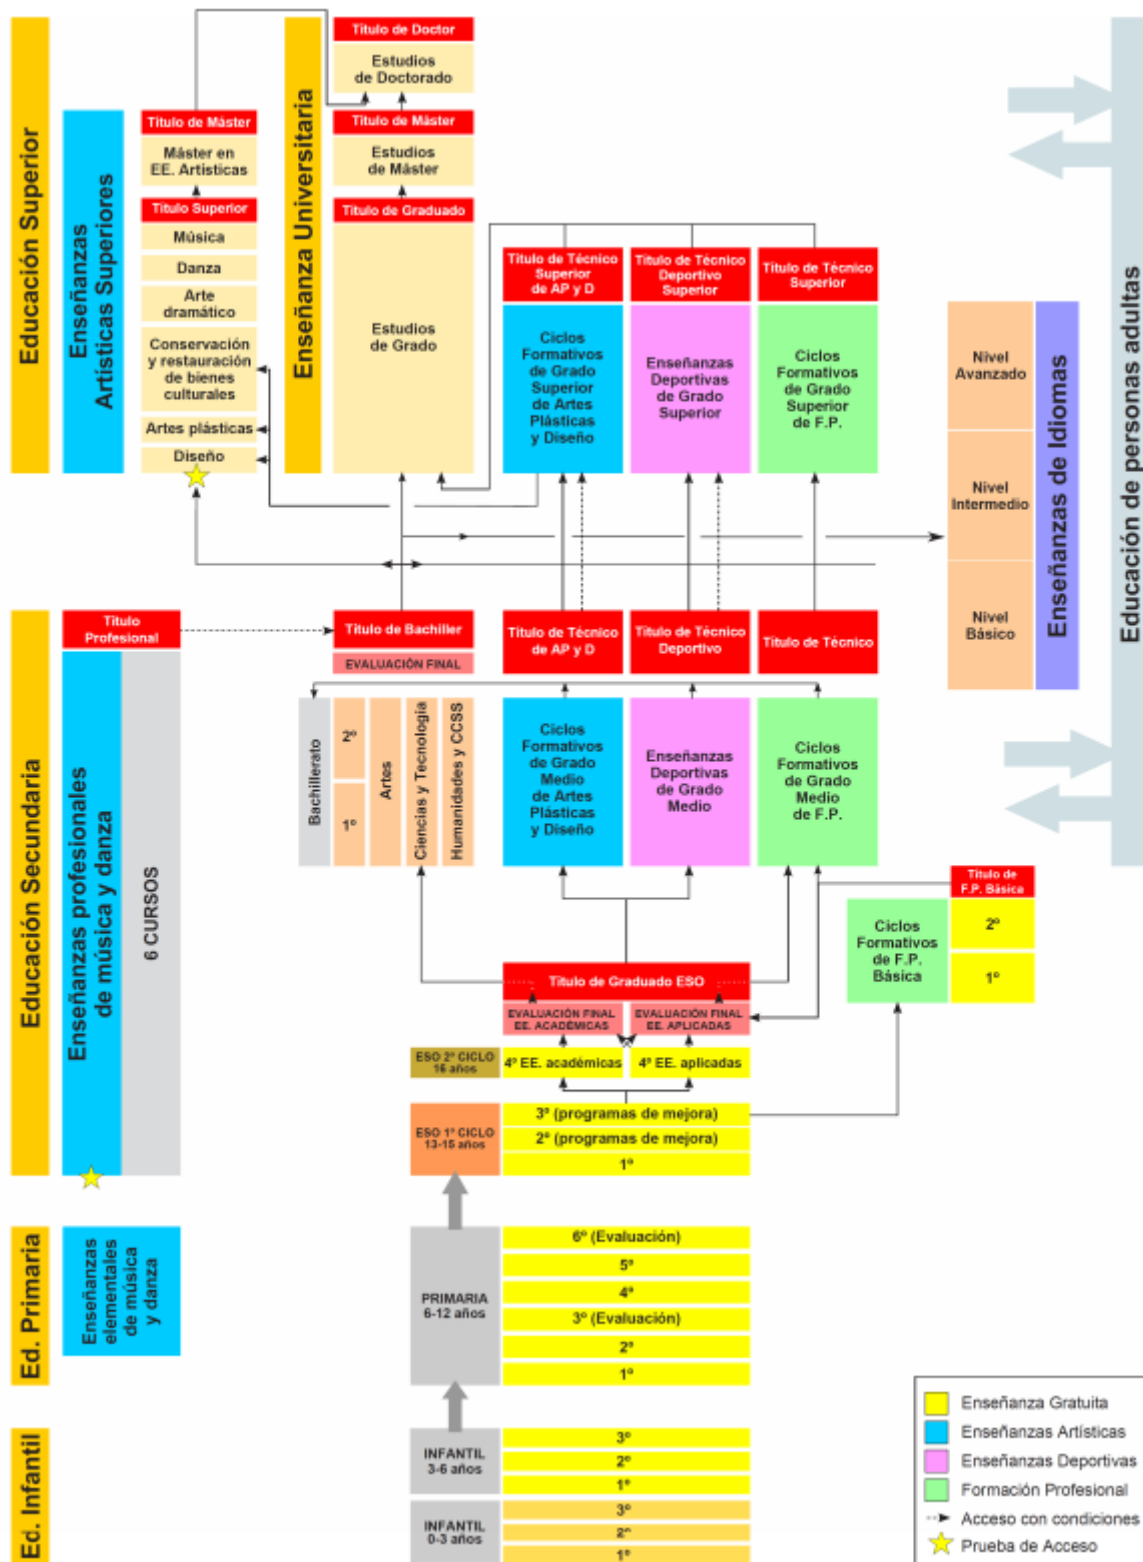 Educación Superior
Enseñanzas
Artísticas Superiores
Título de Máster
Máster en
EE. Artísticas
Título Superior
Música
Danza
Arte
dramático
Conservación
y restauración
de bienes
culturales
Artes plásticas
Diseño
Enseñanza Universitaria
Título de Doctor
Estudios
de Doctorado
Título de Máster
Estudios
de Máster
Título de Graduado
Estudios
de Grado
Título de Técnico
Superior
de AP y D
Ciclos
Formativos
de Grado
Superior
de Artes
Plásticas
y Diseño
Título de Técnico
Deportivo
Superior
Enseñanzas
Deportivas
de Grado
Superior
Título de Técnico
Superior
Ciclos
Formativos
de Grado
Superior
de F.P.
Nivel
Avanzado
Nivel
Intermedio
Nivel
Básico
Enseñanzas de Idiomas
Educación de personas adultas
Educación Secundaria
Título
Profesional
Enseñanzas profesionales
de música y danza
6 CURSOS
Título de Bachiller
EVALUACIÓN FINAL
Bachillerato
2º
1º
Artes
Ciencias y Tecnología
Humanidades y CCSS
Título de Técnico
de AP y D
Ciclos
Formativos
de Grado
Medio
de Artes
Plásticas
y Diseño
Título de Técnico
Deportivo
Enseñanzas
Deportivas
de Grado
Medio
Título de Técnico
Ciclos
Formativos
de Grado
Medio
de F.P.
Título de
F.P. Básica
Ciclos
Formativos
de F.P.
Básica
2º
1º
Título de Graduado ESO
EVALUACIÓN FINAL
EE. ACADÉMICAS
EVALUACIÓN FINAL
EE. APLICADAS
ESO 2º CICLO
16 años
4º EE. académicas
4º EE. aplicadas
ESO 1º CICLO
13-15 años
3º (programas de mejora)
2º (programas de mejora)
1º
Ed. Primaria
Enseñanzas
elementales
de música
y danza
PRIMARIA
6-12 años
6º (Evaluación)
5º
4º
3º (Evaluación)
2º
1º
Ed. Infantil
INFANTIL
3-6 años
3º
2º
1º
INFANTIL
0-3 años
3º
2º
1º
Enseñanza Gratuita
Enseñanzas Artísticas
Enseñanzas Deportivas
Formación Profesional
Acceso con condiciones
Prueba de Acceso